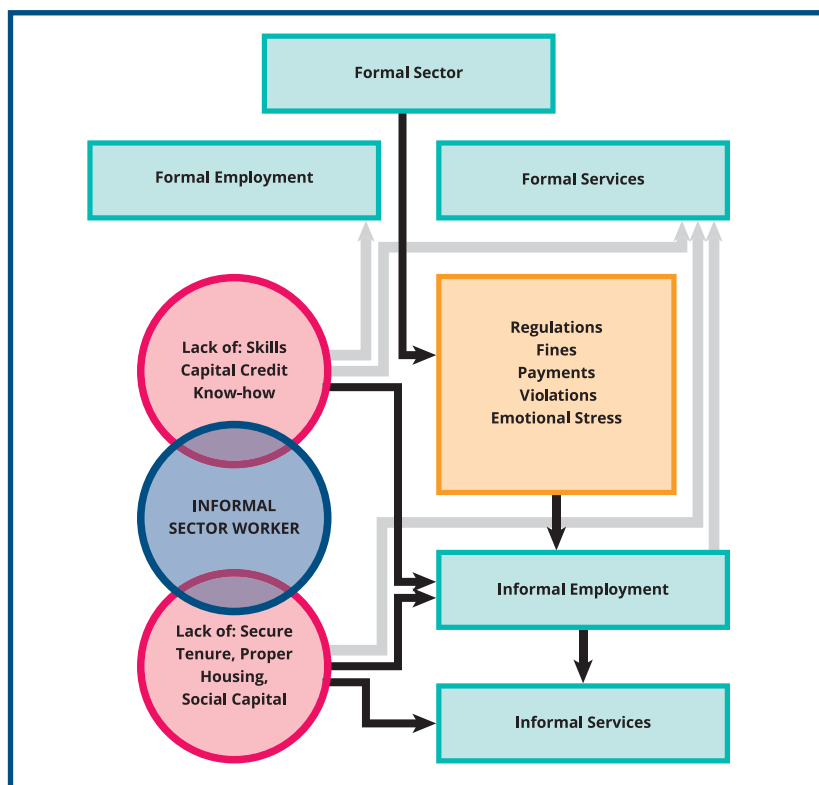 Formal Sector
Formal Employment
Formal Services
Lack of: Skills
Capital Credit
Know-how
Regulations
Fines
Payments
Violations
Emotional Stress
INFORMAL
SECTOR WORKER
Informal Employment
Lack of: Secure
Tenure, Proper
Housing,
Social Capital
Informal Services